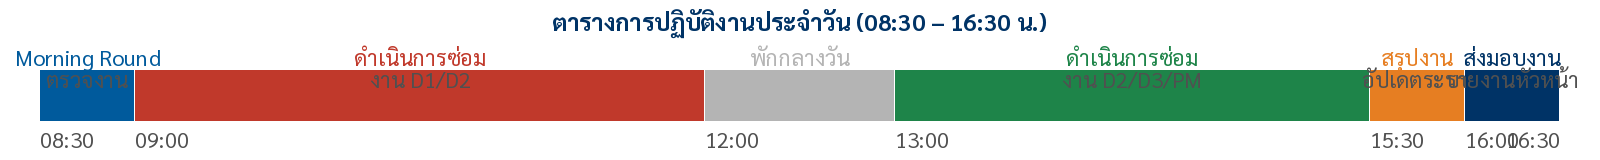 ตารางการปฏิบัติงานประจำวัน (08:30 – 16:30 น.)
Morning Round
ตรวจงาน
ดำเนินการซ่อม
งาน D1/D2
พักกลางวัน
ดำเนินการซ่อม
งาน D2/D3/PM
สรุปงาน
อัปเดตระบบ
ส่งมอบงาน
รายงานหัวหน้า
08:30 09:00 12:00 13:00 15:30 16:00 16:30